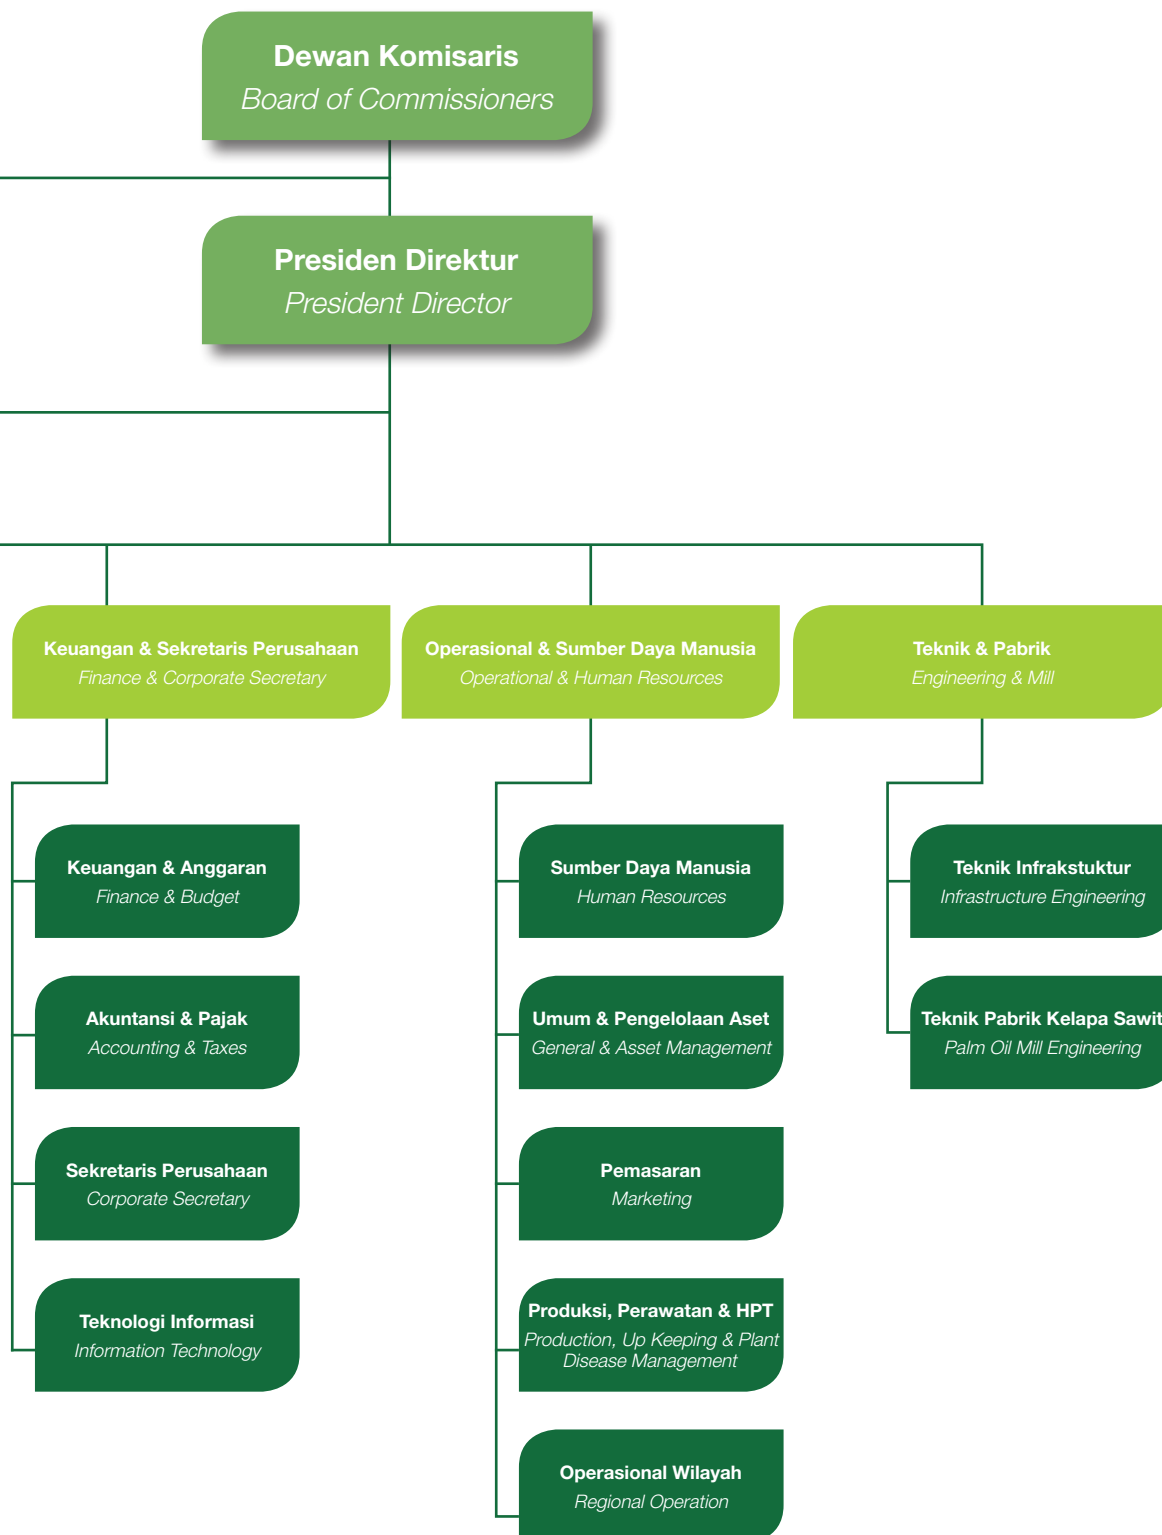 Dewan Komisaris
Board of Commissioners
Presiden Direktur
President Director
Keuangan & Sekretaris Perusahaan
Finance & Corporate Secretary
Operasional & Sumber Daya Manusia
Operational & Human Resources
Teknik & Pabrik
Engineering & Mill
Keuangan & Anggaran
Finance & Budget
Akuntansi & Pajak
Accounting & Taxes
Sekretaris Perusahaan
Corporate Secretary
Teknologi Informasi
Information Technology
Sumber Daya Manusia
Human Resources
Umum & Pengelolaan Aset
General & Asset Management
Pemasaran
Marketing
Produksi, Perawatan & HPT
Production, Up Keeping & Plant
Disease Management
Operasional Wilayah
Regional Operation
Teknik Infrakstuktur
Infrastructure Engineering
Teknik Pabrik Kelapa Sawit
Palm Oil Mill Engineering